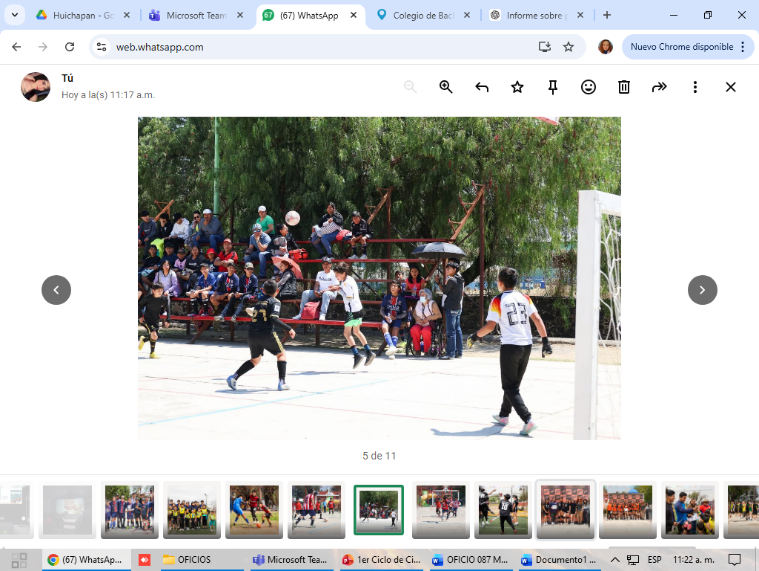 Huichapan - Go
Microsoft Team
(67) WhatsApp
Colegio de Bac
Informe sobre
web.whatsapp.com
Nuevo Chrome disponible
Tú
Hoy a la(s) 11:17 a.m.
23
5 de 11
(67) WhatsAp...
OFICIOS
Microsoft Tea...
1er Ciclo de Ci...
OFICIO 087 M...
Documento1 ...
ESP
11:22 a. m.